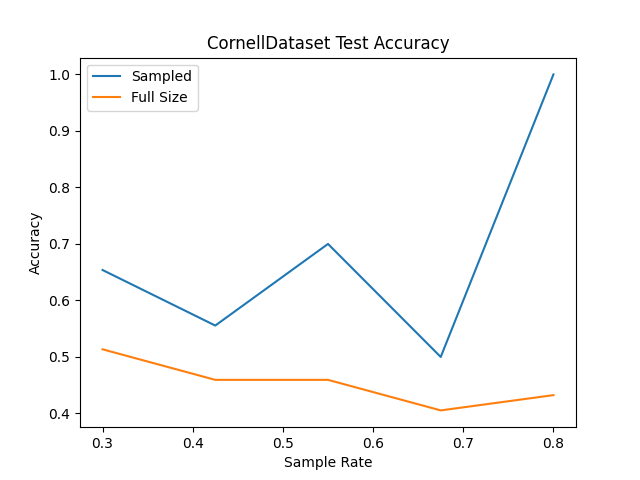 CornellDataset Test Accuracy
Sampled
Full Size
1.0
0.9
0.8
0.7
0.6
0.5
0.4
Accuracy
0.3 0.4 0.5 0.6 0.7 0.8
Sample Rate